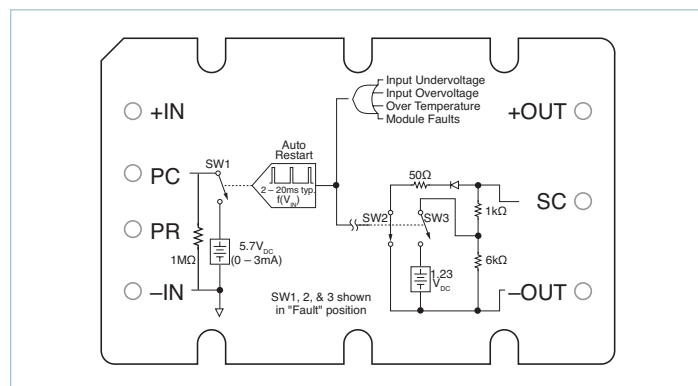 Input Undervoltage
Input Overvoltage
Over Temperature
Module Faults
+IN
+OUT
Auto
Restart
SW1
PC
2 – 20ms typ.
f(VIN)
50Ω
SC
SW2
SW3
1kΩ
PR
5.7VDC
(0 – 3mA)
1MΩ
6kΩ
1.23
VDC
–IN
SW1, 2, & 3 shown
in "Fault" position
–OUT